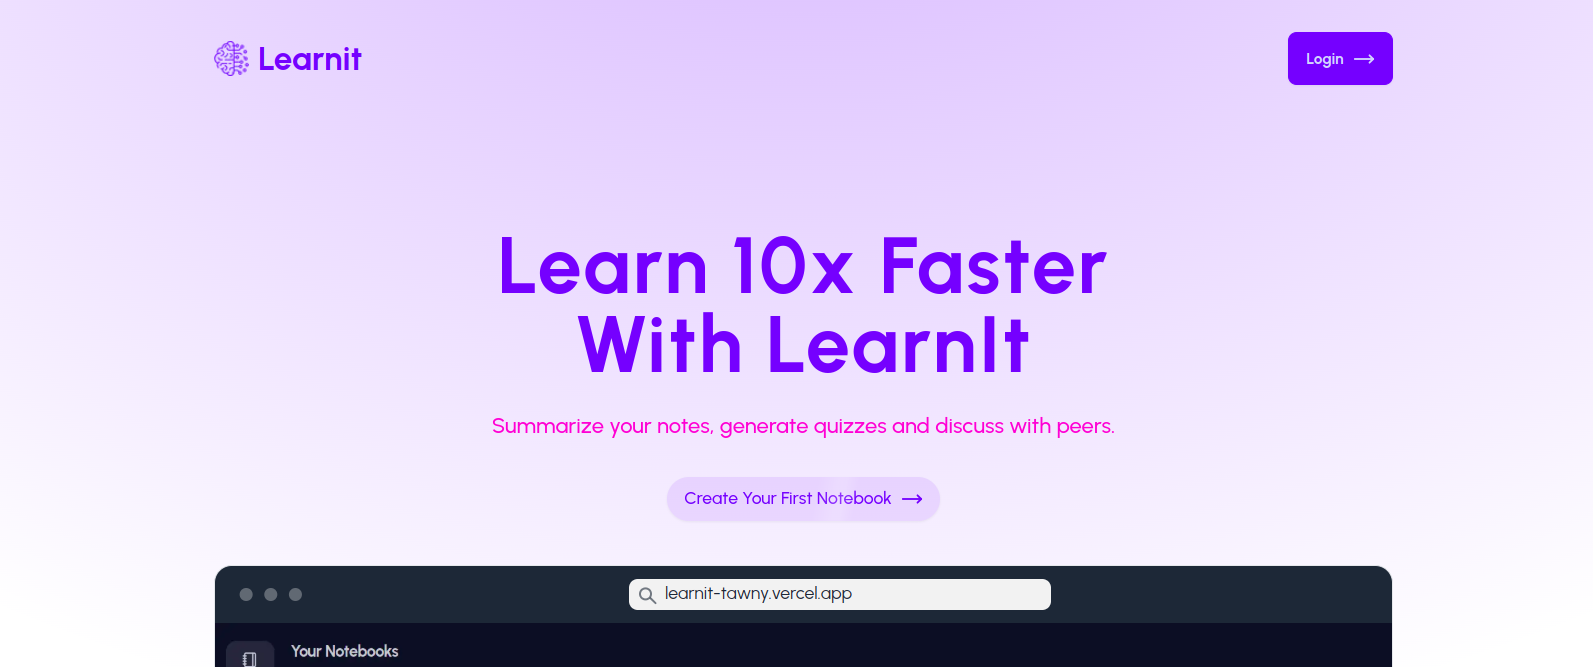 Learnit
Login
Learn 10x Faster
With LearnIt
Summarize your notes, generate quizzes and discuss with peers.
Create Your First Notebook
learnit-tawny.vercel.app
Your Notebooks